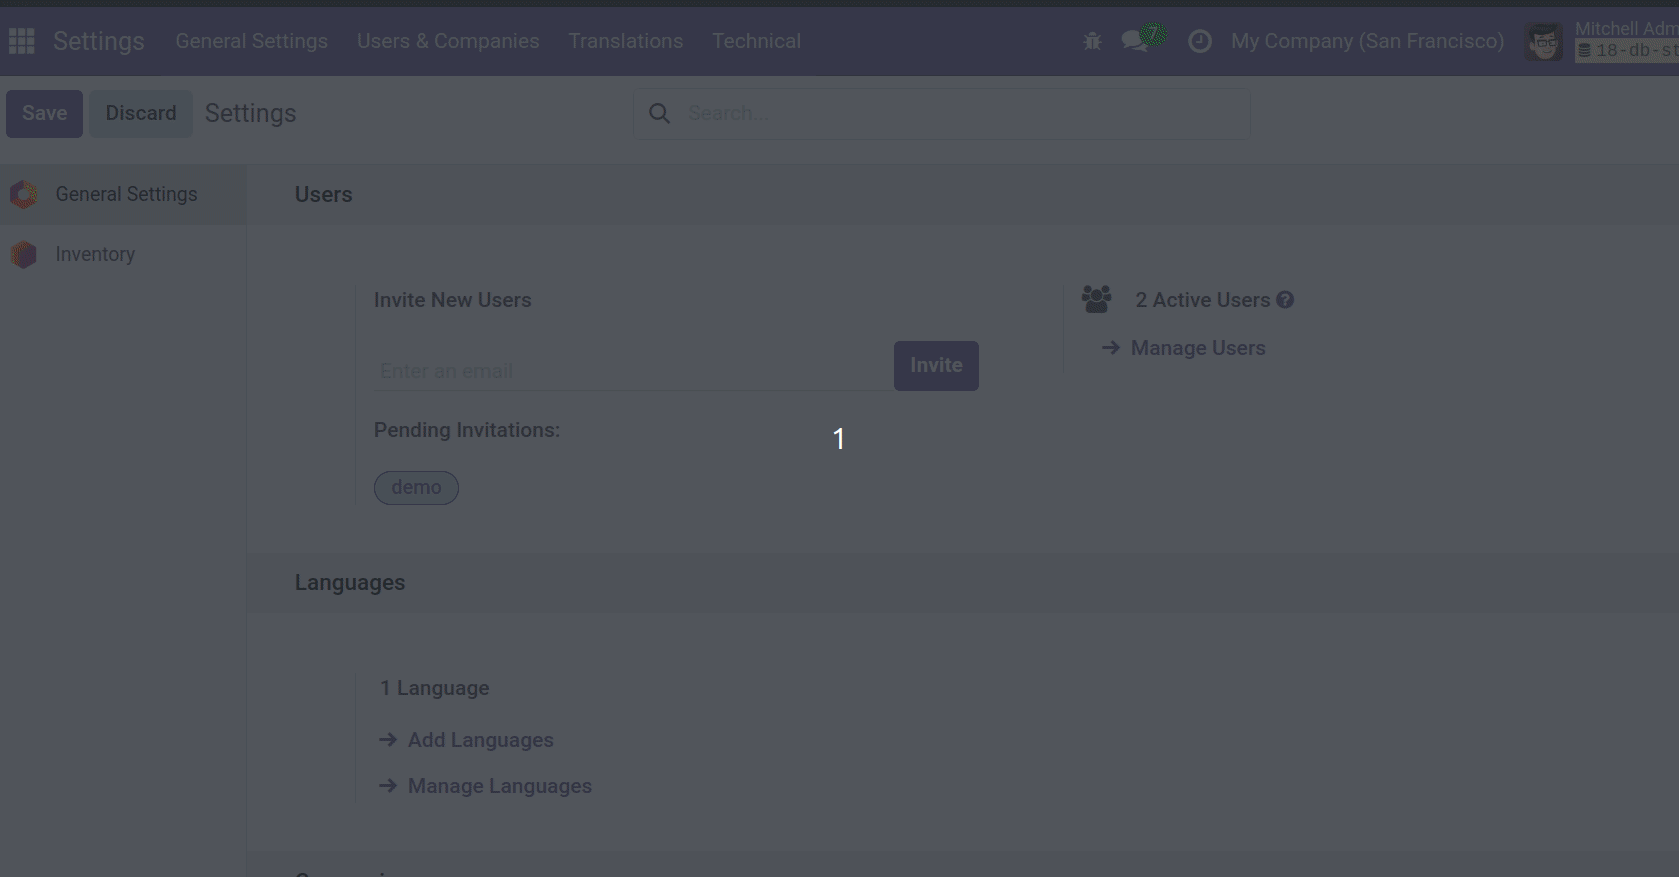 Settings General Settings Users & Companies Translations Technical 7 My Company (San Francisco) Mitchell Adm
18-db-st
Save Discard Settings Search...
General Settings
Inventory
Users
Invite New Users
Enter an email Invite
Pending Invitations:
demo
2 Active Users ?
Manage Users
1
Languages
1 Language
Add Languages
Manage Languages